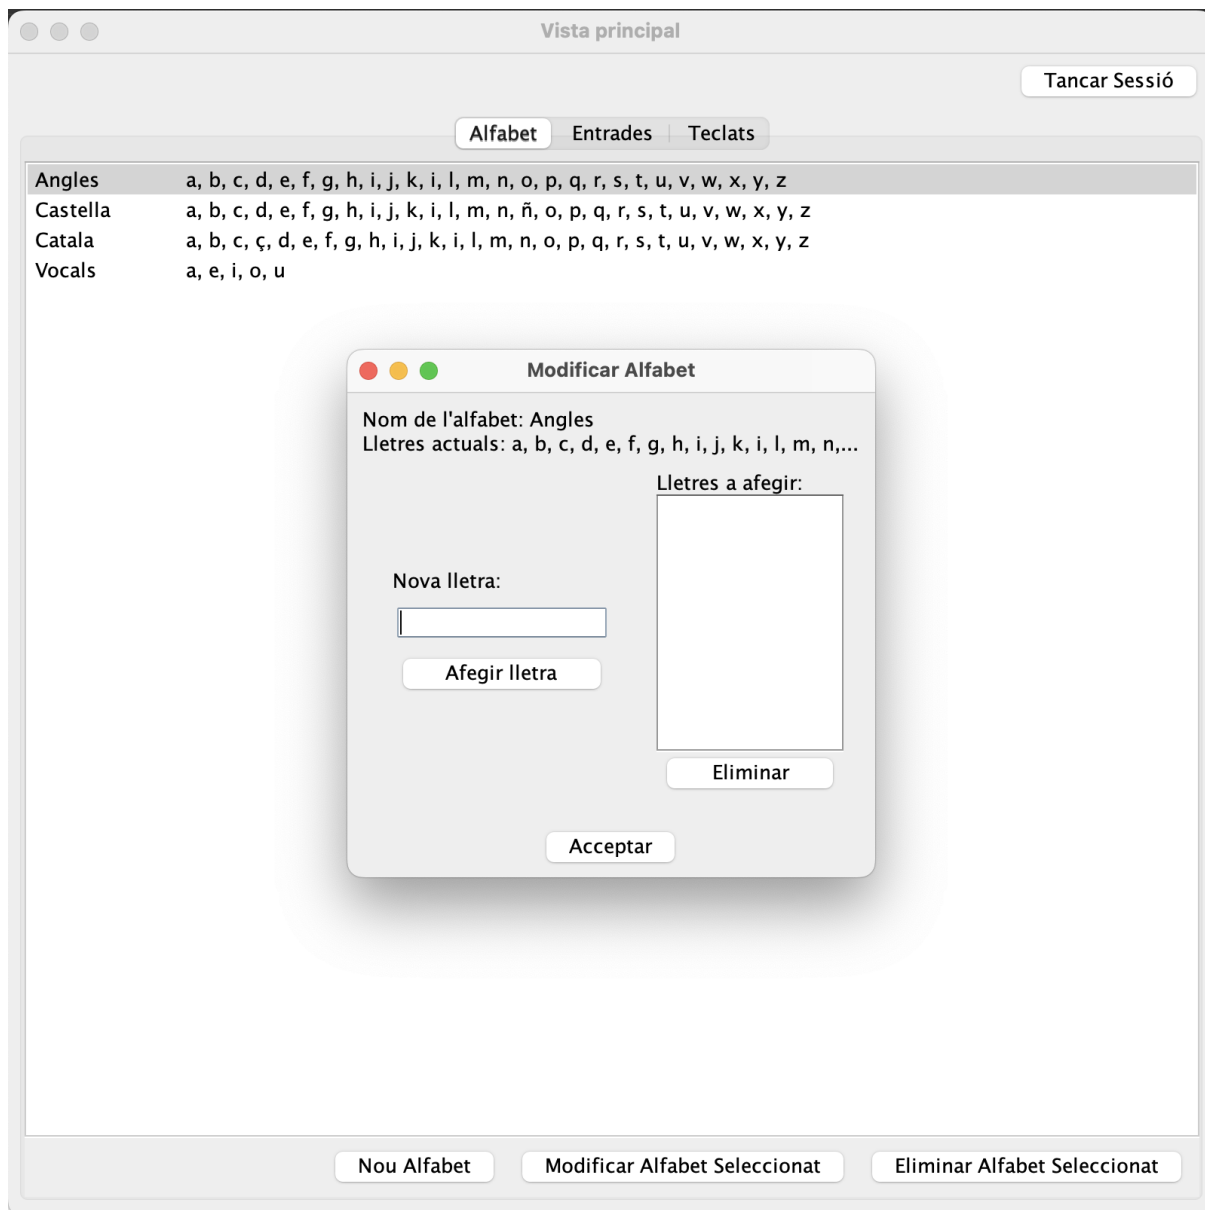 Vista principal
Tancar Sessió
Alfabet Entrades Teclats
Angles a, b, c, d, e, f, g, h, i, j, k, i, l, m, n, o, p, q, r, s, t, u, v, w, x, y, z
Castella a, b, c, d, e, f, g, h, i, j, k, i, l, m, n, ñ, o, p, q, r, s, t, u, v, w, x, y, z
Catala a, b, c, ç, d, e, f, g, h, i, j, k, i, l, m, n, o, p, q, r, s, t, u, v, w, x, y, z
Vocals a, e, i, o, u
Modificar Alfabet
Nom de l'alfabet: Angles
Lletres actuals: a, b, c, d, e, f, g, h, i, j, k, i, l, m, n,...
Lletres a afegir:
Nova lletra:
Afegir lletra
Eliminar
Acceptar
Nou Alfabet Modificar Alfabet Seleccionat Eliminar Alfabet Seleccionat